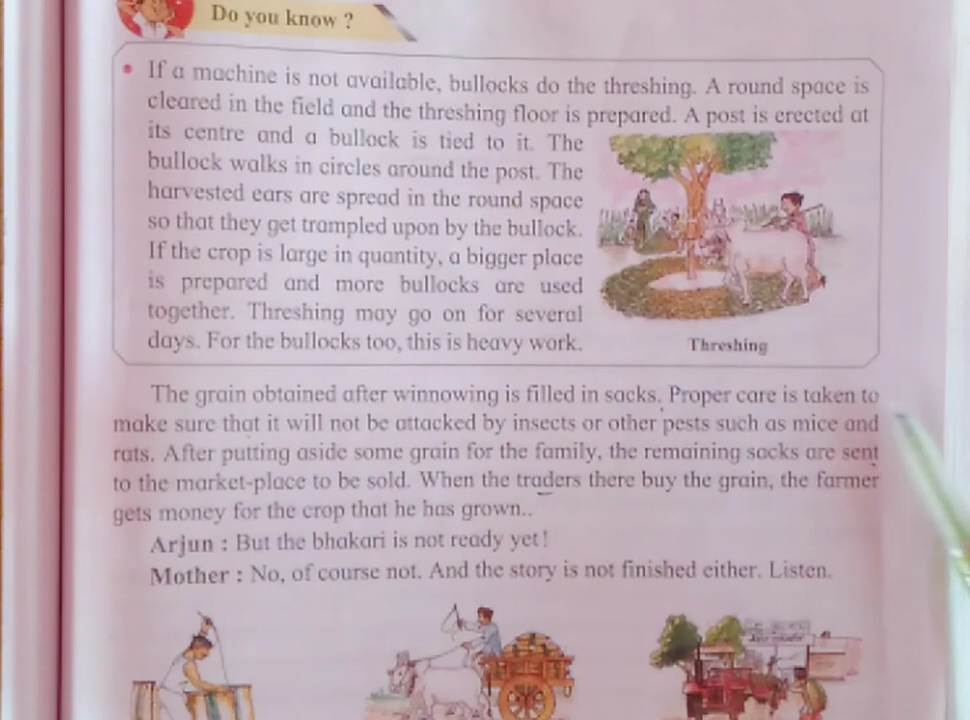 Do you know ?
• If a machine is not available, bullocks do the threshing. A round space is
cleared in the field and the threshing floor is prepared. A post is erected at
its centre and a bullock is tied to it. The
bullock walks in circles around the post. The
harvested ears are spread in the round space
so that they get trampled upon by the bullock.
If the crop is large in quantity, a bigger place
is prepared and more bullocks are used
together. Threshing may go on for several
days. For the bullocks too, this is heavy work.
Threshing
The grain obtained after winnowing is filled in sacks. Proper care is taken to
make sure that it will not be attacked by insects or other pests such as mice and
rats. After putting aside some grain for the family, the remaining sacks are sent
to the market-place to be sold. When the traders there buy the grain, the farmer
gets money for the crop that he has grown..
Arjun : But the bhakari is not ready yet!
Mother : No, of course not. And the story is not finished either. Listen.